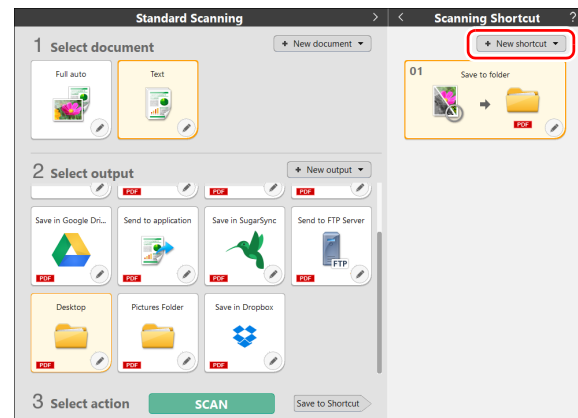 Standard Scanning >
< Scanning Shortcut ?
1 Select document
+ New document
Full auto
Text
2 Select output
+ New output
PDF
PDF
PDF
Save in Google Dri...
PDF
Send to application
Save in SugarSync
PDF
Send to FTP Server
FTP
PDF
Desktop
PDF
Pictures Folder
PDF
Save in Dropbox
PDF
3 Select action
SCAN
Save to Shortcut
+ New shortcut
01
Save to folder
PDF